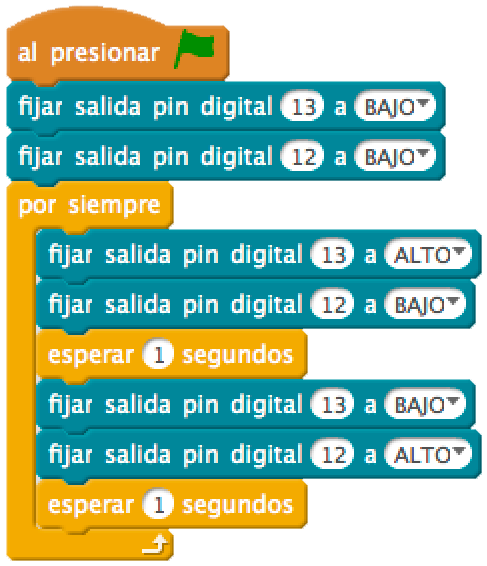 al presionar
fijar salida pin digital 13 a BAJO
fijar salida pin digital 12 a BAJO
por siempre
fijar salida pin digital 13 a ALTO
fijar salida pin digital 12 a BAJO
esperar 1 segundos
fijar salida pin digital 13 a BAJO
fijar salida pin digital 12 a ALTO
esperar 1 segundos